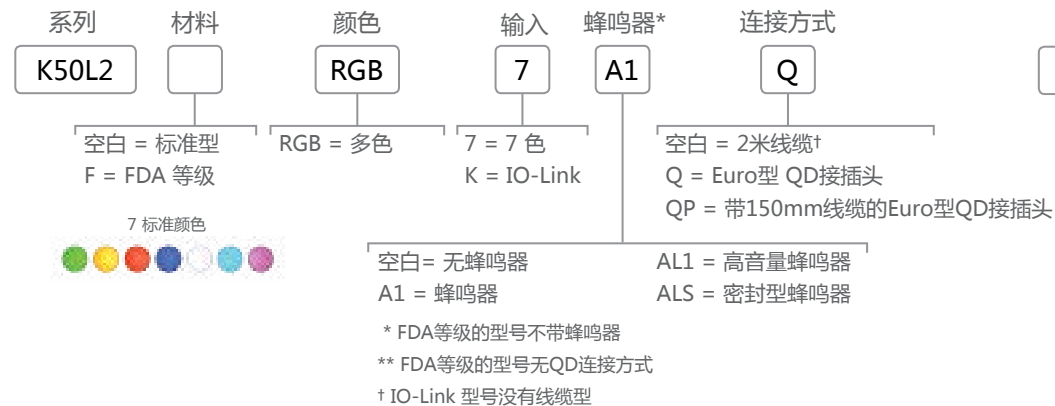 系列 材料 颜色 输入 蜂鸣器* 连接方式
K50L2 RGB 7 A1 Q
空白 = 标准型 RGB = 多色 7 = 7 色 空白 = 2米线缆†
F = FDA 等级 K = IO-Link Q = Euro型 QD接插头
QP = 带150mm线缆的Euro型QD接插头
7 标准颜色
空白= 无蜂鸣器 AL1 = 高音量蜂鸣器
A1 = 蜂鸣器 ALS = 密封型蜂鸣器
* FDA等级的型号不带蜂鸣器
** FDA等级的型号无QD连接方式
† IO-Link 型号没有线缆型